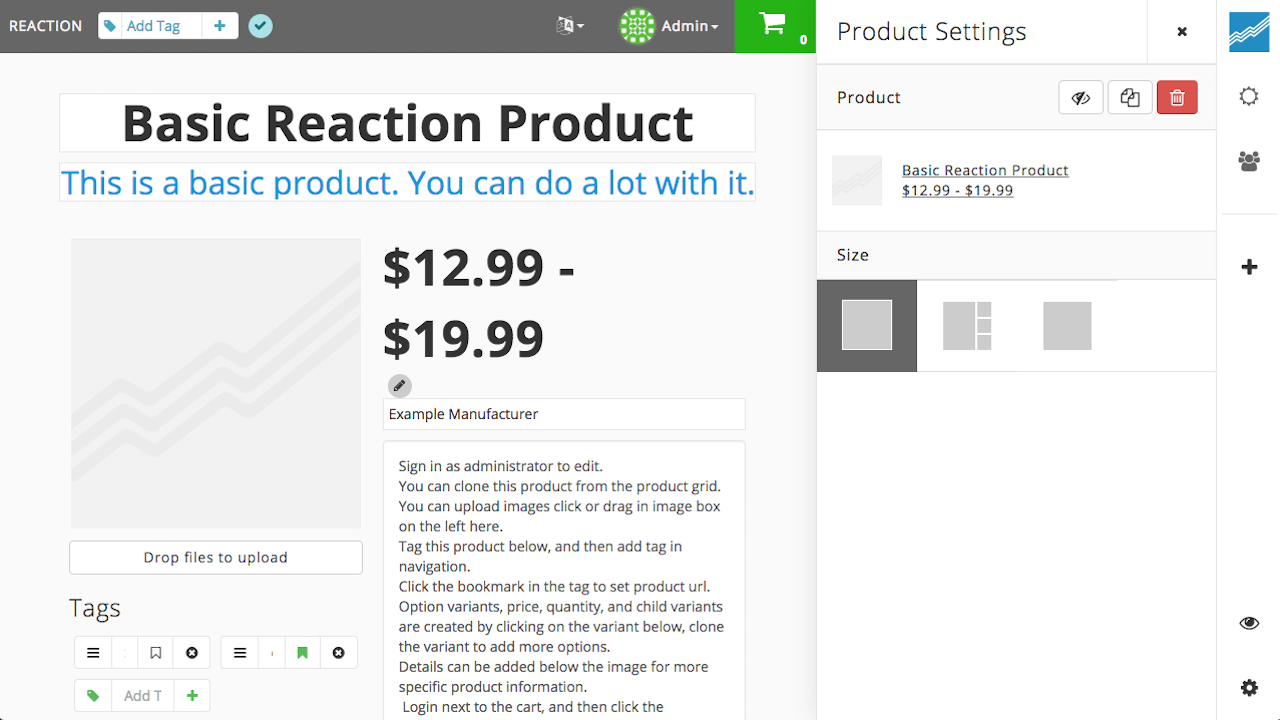 REACTION
Add Tag
Admin
0
Product Settings
Product
Basic Reaction Product
$12.99 - $19.99
Size
Basic Reaction Product
This is a basic product. You can do a lot with it.
$12.99 -
$19.99
Example Manufacturer
Sign in as administrator to edit.
You can clone this product from the product grid.
You can upload images click or drag in image box
on the left here.
Tag this product below, and then add tag in
navigation.
Click the bookmark in the tag to set product url.
Option variants, price, quantity, and child variants
are created by clicking on the variant below, clone
the variant to add more options.
Details can be added below the image for more
specific product information.
Login next to the cart, and then click the
Drop files to upload
Tags
Add T